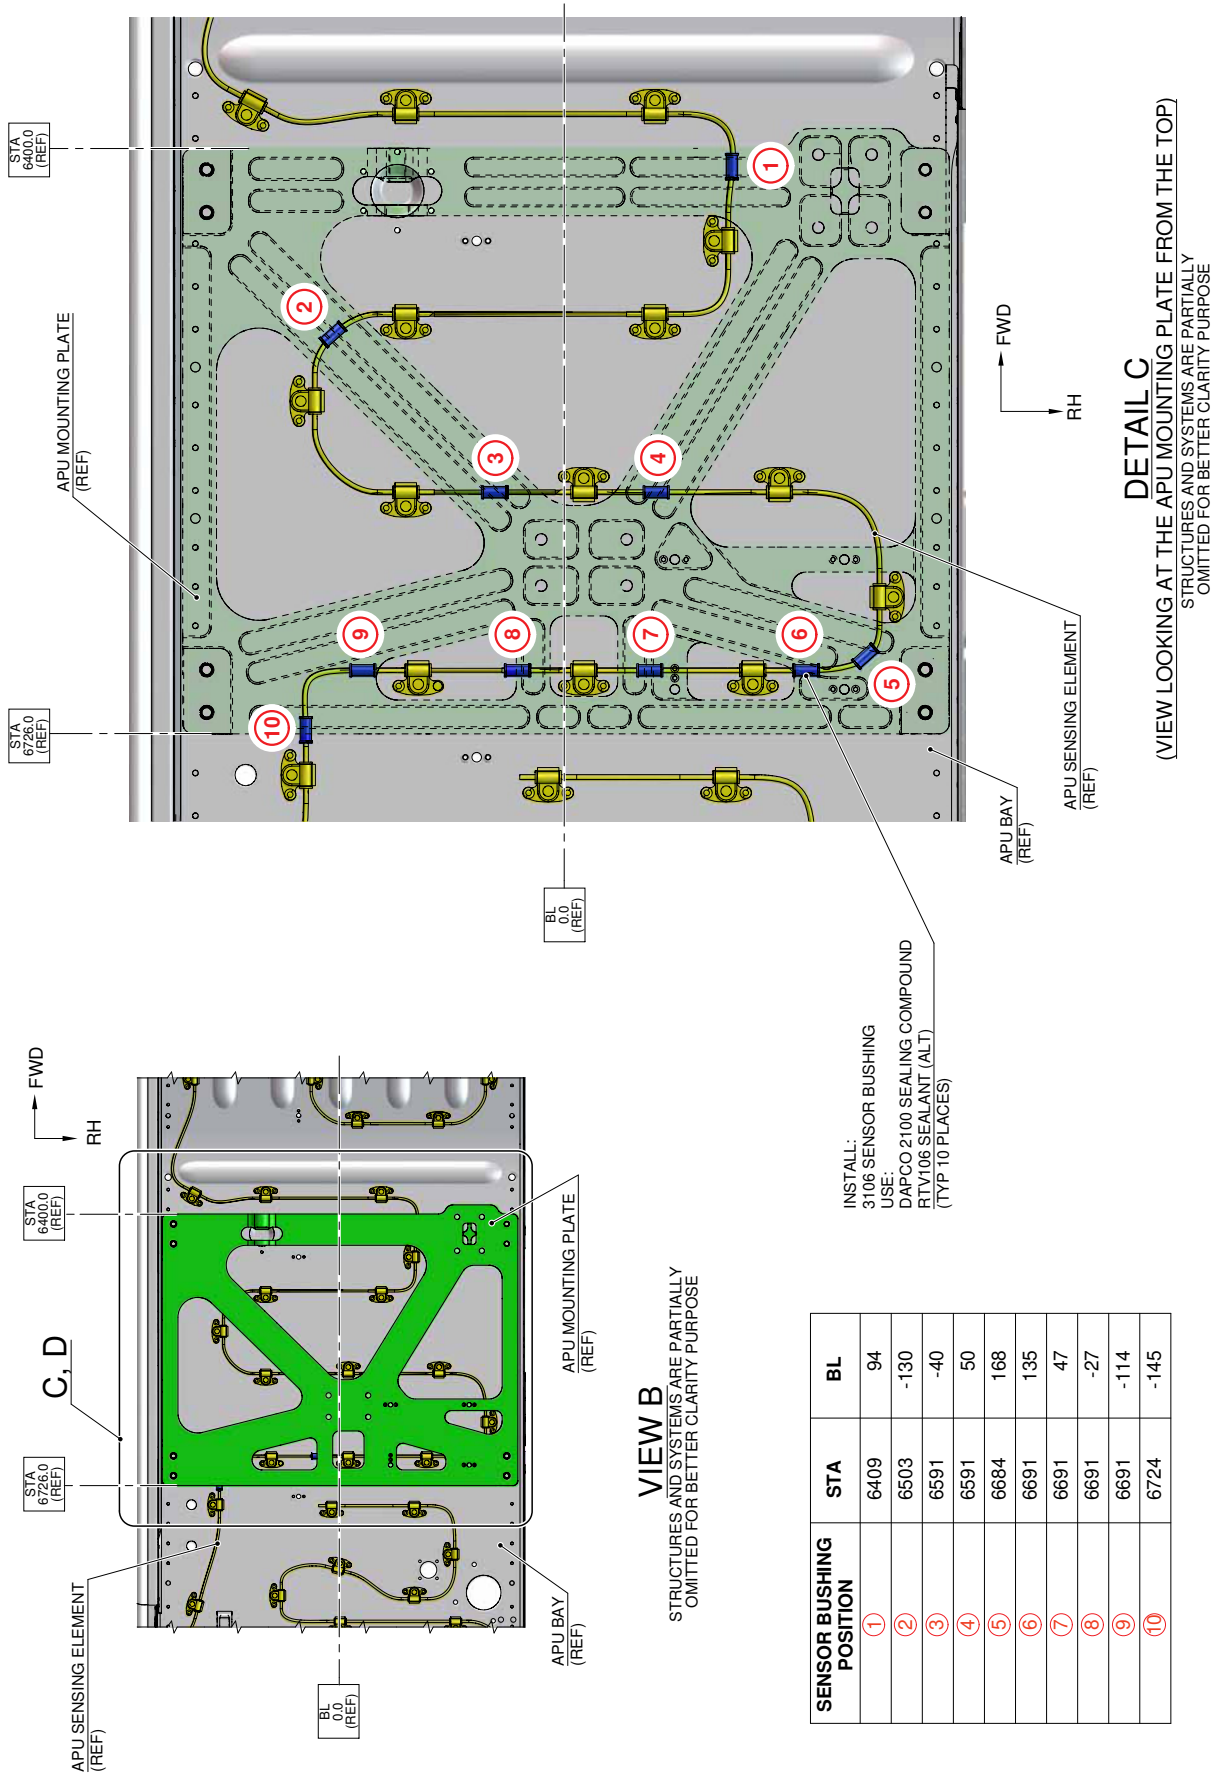 STA
6726.0
(REF)
STA
6400.0
(REF)
C, D
FWD
RH
APU SENSING ELEMENT
(REF)
BL
0.0
(REF)
APU BAY
(REF)
APU MOUNTING PLATE
(REF)
VIEW B
STRUCTURES AND SYSTEMS ARE PARTIALLY
OMITTED FOR BETTER CLARITY PURPOSE
STA
6726.0
(REF)
STA
6400.0
(REF)
APU MOUNTING PLATE
(REF)
1
2
3
4
5
6
7
8
9
10
BL
0.0
(REF)
APU BAY
(REF)
APU SENSING ELEMENT
(REF)
FWD
RH
DETAIL C
(VIEW LOOKING AT THE APU MOUNTING PLATE FROM THE TOP)
STRUCTURES AND SYSTEMS ARE PARTIALLY
OMITTED FOR BETTER CLARITY PURPOSE
INSTALL:
3106 SENSOR BUSHING
USE:
DAPCO 2100 SEALING COMPOUND
RTV106 SEALANT (ALT)
(TYP 10 PLACES)
SENSOR BUSHING
POSITION STA BL
1 6409 94
2 6503 -130
3 6591 -40
4 6591 50
5 6684 168
6 6691 135
7 6691 47
8 6691 -27
9 6691 -114
10 6724 -145